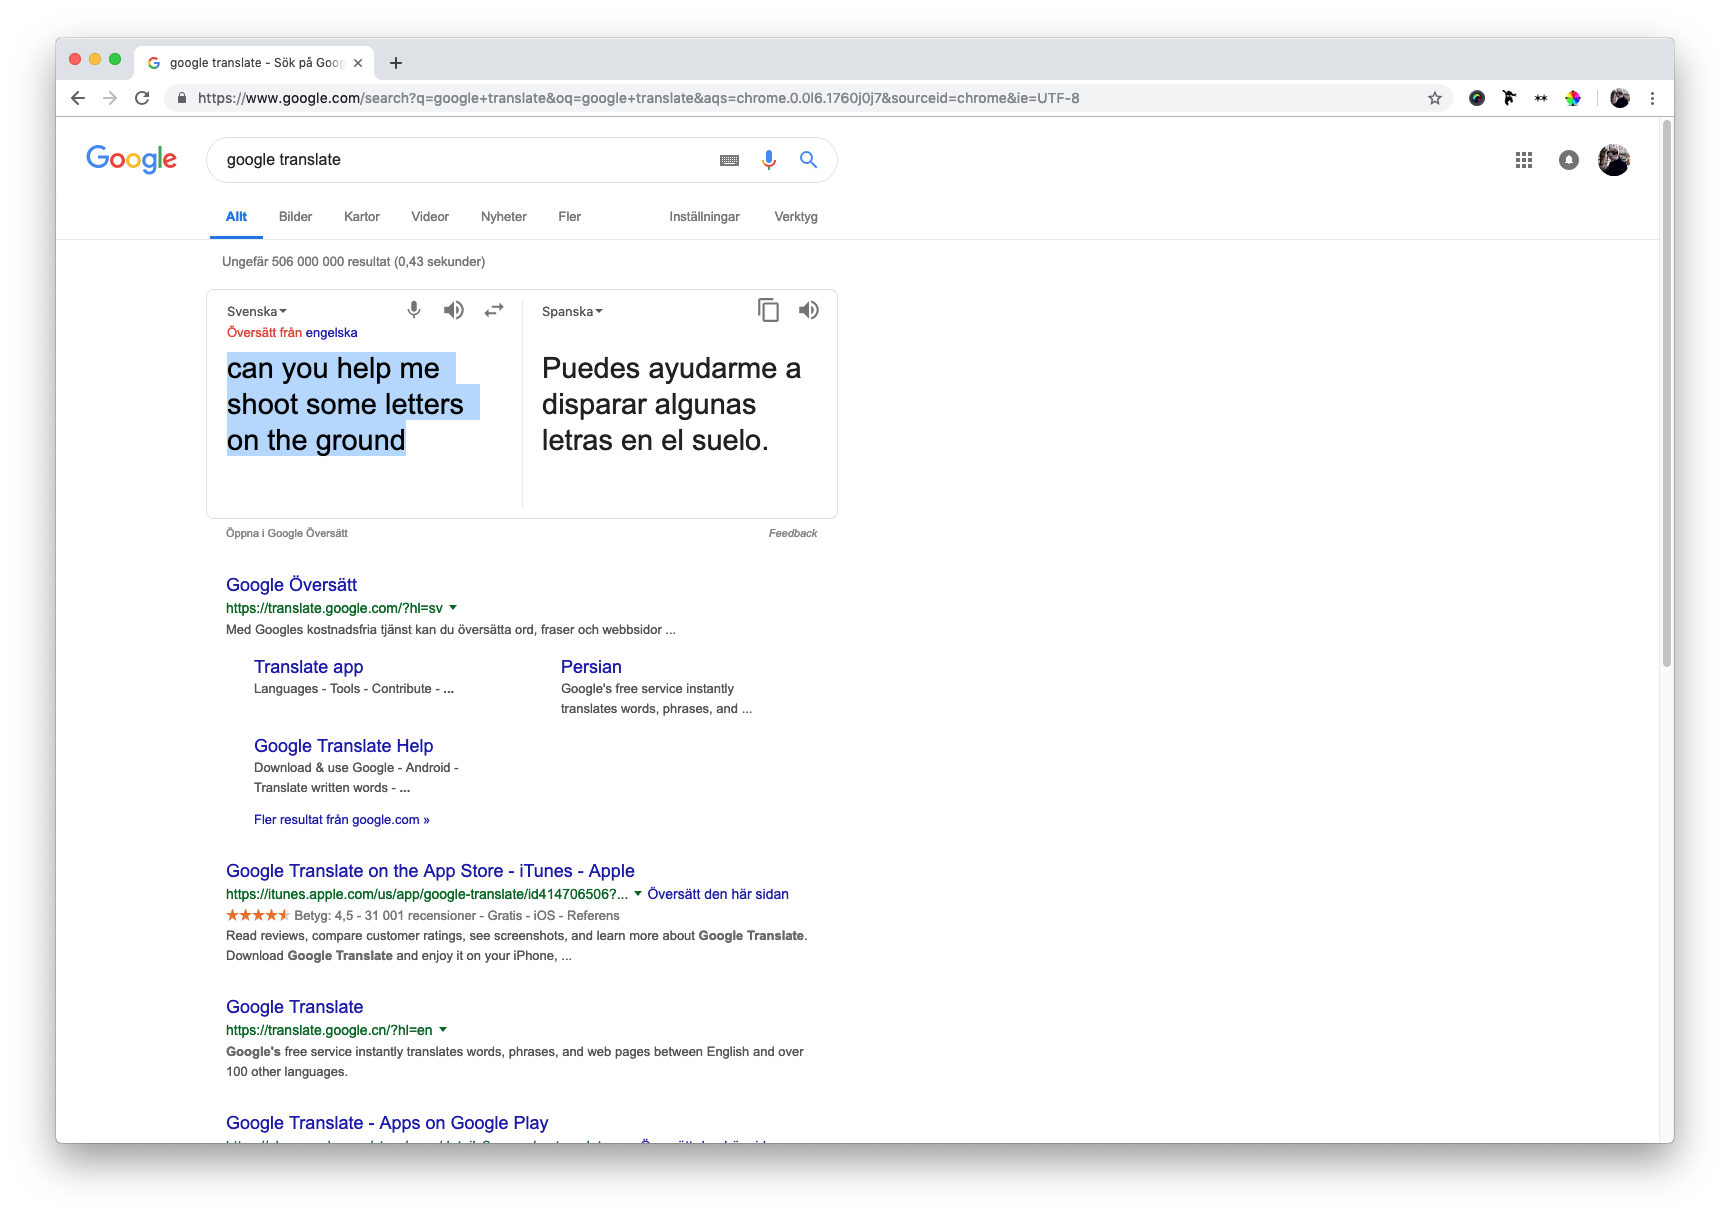 google translate - Sök på Goog
https://www.google.com/search?q=google+translate&oq=google+translate&aqs=chrome.0.0l6.1760j0j7&sourceid=chrome&ie=UTF-8
Google
google translate
Allt Bilder Kartor Videor Nyheter Fler Inställningar Verktyg
Ungefär 506 000 000 resultat (0,43 sekunder)
Svenska
Översätt från engelska
can you help me
shoot some letters
on the ground
Spanska
Puedes ayudarme a
disparar algunas
letras en el suelo.
Öppna i Google Översätt
Feedback
Google Översätt
https://translate.google.com/?hl=sv
Med Googles kostnadsfria tjänst kan du översätta ord, fraser och webbsidor ...
Translate app
Languages - Tools - Contribute - ...
Persian
Google's free service instantly
translates words, phrases, and ...
Google Translate Help
Download & use Google - Android -
Translate written words - ...
Fler resultat från google.com »
Google Translate on the App Store - iTunes - Apple
https://itunes.apple.com/us/app/google-translate/id414706506?... Översätt den här sidan
Betyg: 4,5 - 31 001 recensioner - Gratis - iOS - Referens
Read reviews, compare customer ratings, see screenshots, and learn more about Google Translate.
Download Google Translate and enjoy it on your iPhone, ...
Google Translate
https://translate.google.cn/?hl=en
Google's free service instantly translates words, phrases, and web pages between English and over
100 other languages.
Google Translate - Apps on Google Play